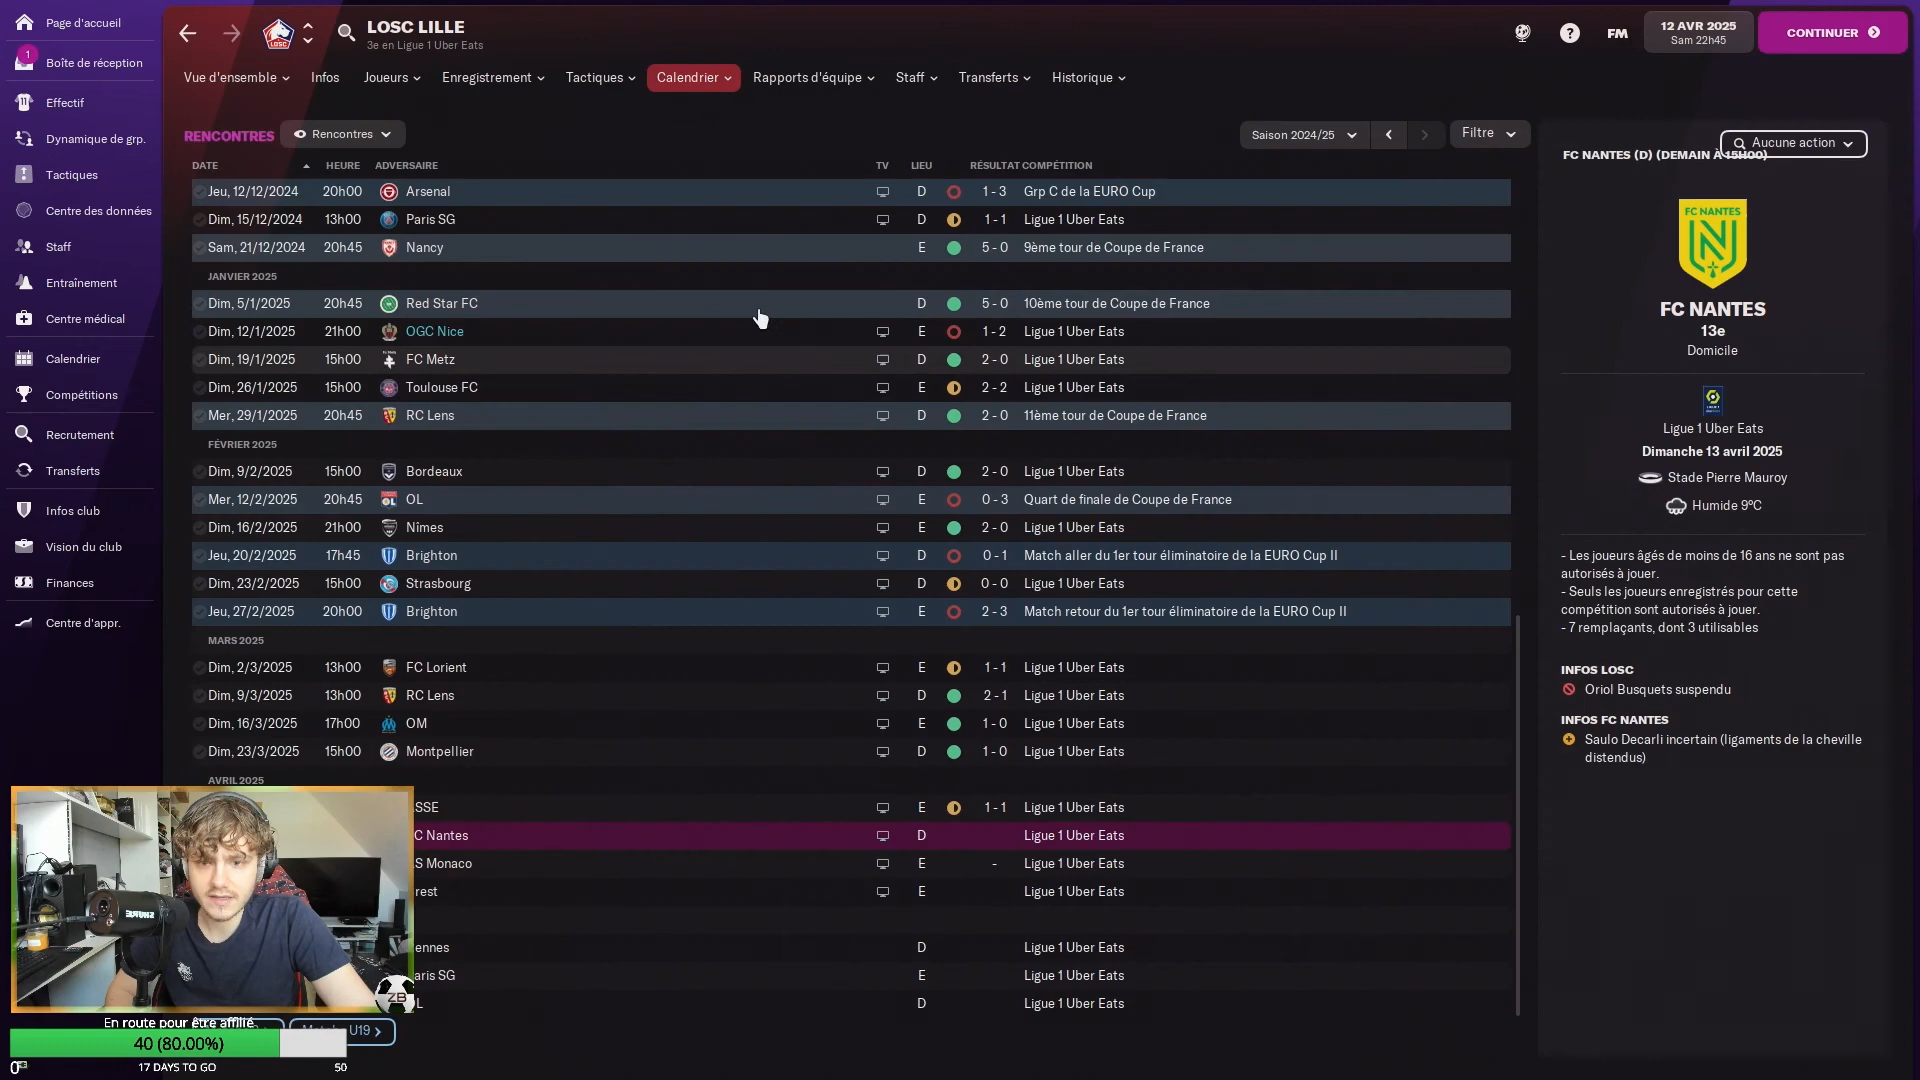 Page d'accueil
1
Boîte de réception
Effectif
Dynamique de grp.
Tactiques
Centre des données
Staff
Entraînement
Centre médical
Calendrier
Compétitions
Recrutement
Transferts
Infos club
Vision du club
Finances
Centre d'appr.
LOSC LILLE
3e en Ligue 1 Uber Eats
FM
12 AVR 2025
Sam 22h45
CONTINUER
Vue d'ensemble Infos Joueurs Enregistrement Tactiques Calendrier Rapports d'équipe Staff Transferts Historique
RENCONTRES Rencontres Saison 2024/25 Filtre
DATE HEURE ADVERSAIRE TV LIEU RÉSULTAT COMPÉTITION
Jeu, 12/12/2024 20h00 Arsenal D 1 - 3 Grp C de la EURO Cup
Dim, 15/12/2024 13h00 Paris SG D 1 - 1 Ligue 1 Uber Eats
Sam, 21/12/2024 20h45 Nancy E 5 - 0 9ème tour de Coupe de France
JANVIER 2025
Dim, 5/1/2025 20h45 Red Star FC D 5 - 0 10ème tour de Coupe de France
Dim, 12/1/2025 21h00 OGC Nice E 1 - 2 Ligue 1 Uber Eats
Dim, 19/1/2025 15h00 FC Metz D 2 - 0 Ligue 1 Uber Eats
Dim, 26/1/2025 15h00 Toulouse FC E 2 - 2 Ligue 1 Uber Eats
Mer, 29/1/2025 20h45 RC Lens D 2 - 0 11ème tour de Coupe de France
FÉVRIER 2025
Dim, 9/2/2025 15h00 Bordeaux D 2 - 0 Ligue 1 Uber Eats
Mer, 12/2/2025 20h45 OL E 0 - 3 Quart de finale de Coupe de France
Dim, 16/2/2025 21h00 Nîmes E 2 - 0 Ligue 1 Uber Eats
Jeu, 20/2/2025 17h45 Brighton D 0 - 1 Match aller du 1er tour éliminatoire de la EURO Cup II
Dim, 23/2/2025 15h00 Strasbourg D 0 - 0 Ligue 1 Uber Eats
Jeu, 27/2/2025 20h00 Brighton E 2 - 3 Match retour du 1er tour éliminatoire de la EURO Cup II
MARS 2025
Dim, 2/3/2025 13h00 FC Lorient E 1 - 1 Ligue 1 Uber Eats
Dim, 9/3/2025 13h00 RC Lens D 2 - 1 Ligue 1 Uber Eats
Dim, 16/3/2025 17h00 OM E 1 - 0 Ligue 1 Uber Eats
Dim, 23/3/2025 15h00 Montpellier D 1 - 0 Ligue 1 Uber Eats
AVRIL 2025
SSE E 1 - 1 Ligue 1 Uber Eats
C Nantes D Ligue 1 Uber Eats
S Monaco E - Ligue 1 Uber Eats
rest E Ligue 1 Uber Eats
ennes D Ligue 1 Uber Eats
aris SG E Ligue 1 Uber Eats
L D Ligue 1 Uber Eats
Aucune action
FC NANTES (D) (DEMAIN À 15H00)
FC NANTES
FC NANTES
13e
Domicile
Ligue 1 Uber Eats
Dimanche 13 avril 2025
Stade Pierre Mauroy
Humide 9ºC
- Les joueurs âgés de moins de 16 ans ne sont pas
autorisés à jouer.
- Seuls les joueurs enregistrés pour cette
compétition sont autorisés à jouer.
- 7 remplaçants, dont 3 utilisables
INFOS LOSC
Oriol Busquets suspendu
INFOS FC NANTES
Saulo Decarli incertain (ligaments de la cheville
distendus)
SHURE
ZB
En route pour être affilié
U19
40 (80.00%)
0 17 DAYS TO GO 50